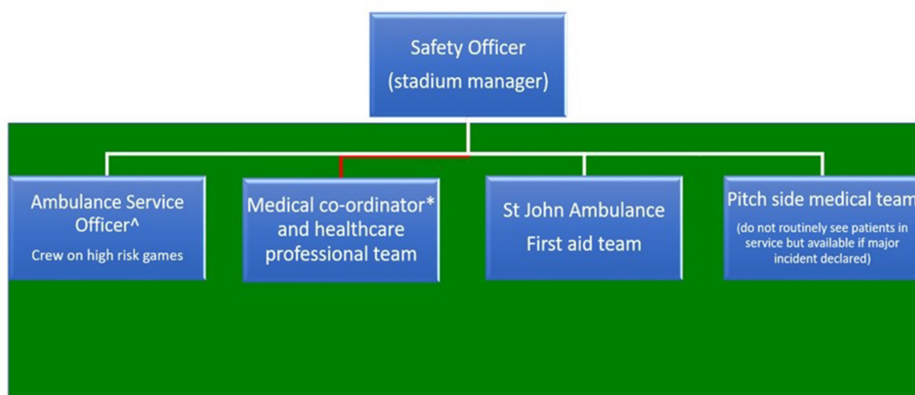 Safety Officer
(stadium manager)
Ambulance Service
Officer^
Crew on high risk games
Medical co-ordinator*
and healthcare
professional team
St John Ambulance
First aid team
Pitch side medical team
(do not routinely see patients in
service but available if major
incident declared)